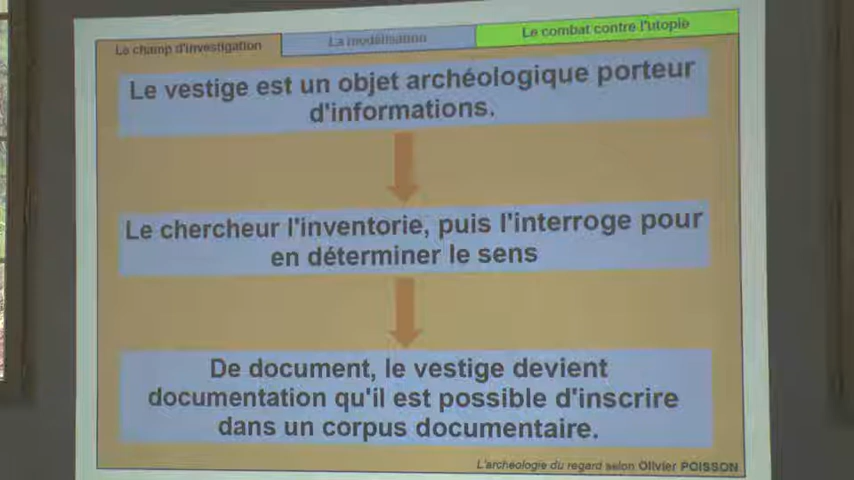 Le champ d'investigation
La modélisation
Le combat contre l'utopie
Le vestige est un objet archéologique porteur
d'informations.
Le chercheur l'inventorie, puis l'interroge pour
en déterminer le sens
De document, le vestige devient
documentation qu'il est possible d'inscrire
dans un corpus documentaire.
L'archéologie du regard selon Olivier POISSON